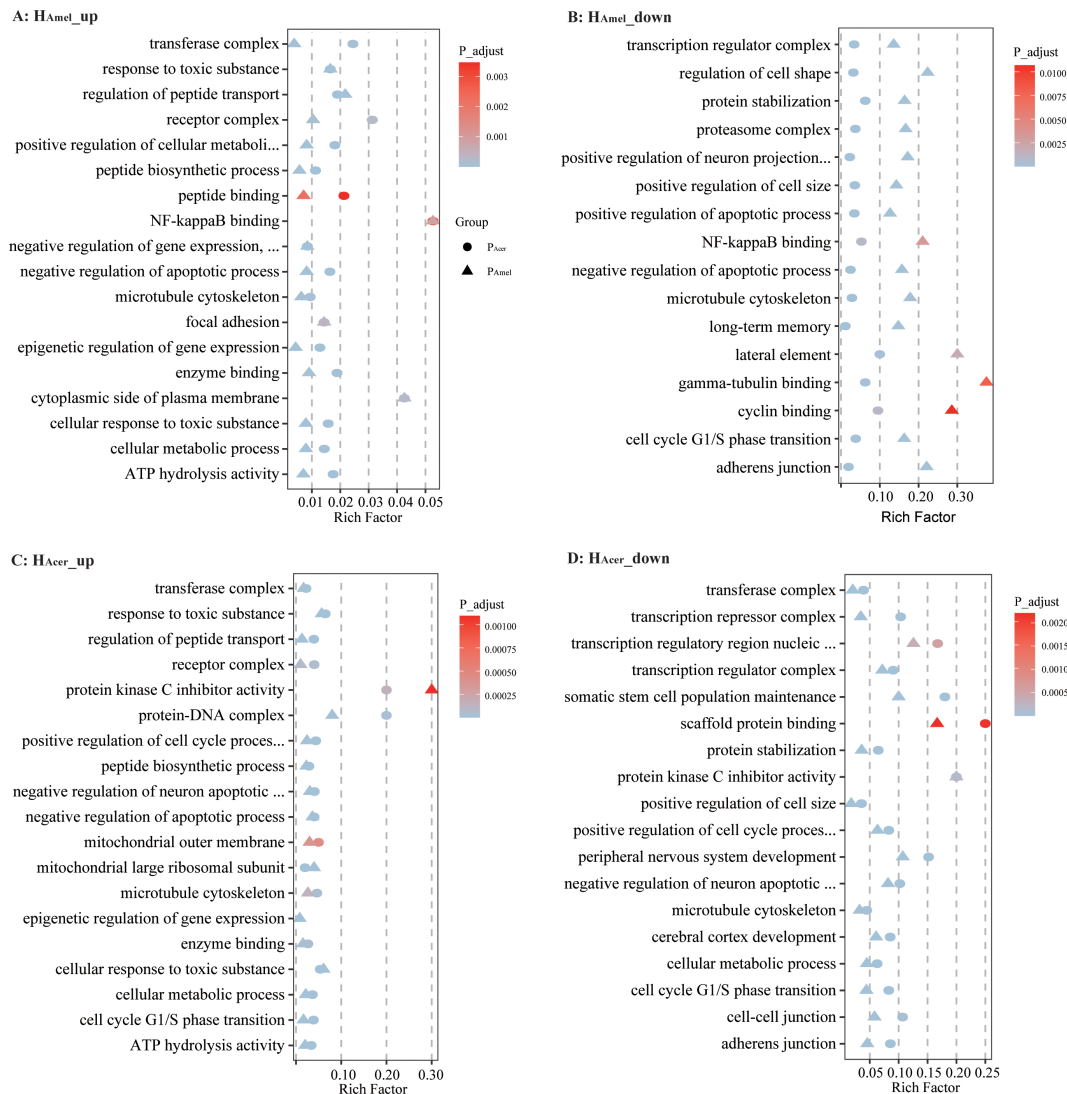 A: HAmel_up
transferase complex
response to toxic substance
regulation of peptide transport
receptor complex
positive regulation of cellular metaboli...
peptide biosynthetic process
peptide binding
NF-kappaB binding
negative regulation of gene expression, ...
negative regulation of apoptotic process
microtubule cytoskeleton
focal adhesion
epigenetic regulation of gene expression
enzyme binding
cytoplasmic side of plasma membrane
cellular response to toxic substance
cellular metabolic process
ATP hydrolysis activity
0.01 0.02 0.03 0.04 0.05
Rich Factor
P_adjust
0.003
0.002
0.001
Group
PAcer
PAmel
B: HAmel_down
transcription regulator complex
regulation of cell shape
protein stabilization
proteasome complex
positive regulation of neuron projection...
positive regulation of cell size
positive regulation of apoptotic process
NF-kappaB binding
negative regulation of apoptotic process
microtubule cytoskeleton
long-term memory
lateral element
gamma-tubulin binding
cyclin binding
cell cycle G1/S phase transition
adherens junction
0.10 0.20 0.30
Rich Factor
P_adjust
0.0100
0.0075
0.0050
0.0025
C: HAcer_up
transferase complex
response to toxic substance
regulation of peptide transport
receptor complex
protein kinase C inhibitor activity
protein-DNA complex
positive regulation of cell cycle proces...
peptide biosynthetic process
negative regulation of neuron apoptotic ...
negative regulation of apoptotic process
mitochondrial outer membrane
mitochondrial large ribosomal subunit
microtubule cytoskeleton
epigenetic regulation of gene expression
enzyme binding
cellular response to toxic substance
cellular metabolic process
cell cycle G1/S phase transition
ATP hydrolysis activity
0.10 0.20 0.30
Rich Factor
P_adjust
0.00100
0.00075
0.00050
0.00025
D: HAcer_down
transferase complex
transcription repressor complex
transcription regulatory region nucleic ...
transcription regulator complex
somatic stem cell population maintenance
scaffold protein binding
protein stabilization
protein kinase C inhibitor activity
positive regulation of cell size
positive regulation of cell cycle proces...
peripheral nervous system development
negative regulation of neuron apoptotic ...
microtubule cytoskeleton
cerebral cortex development
cellular metabolic process
cell cycle G1/S phase transition
cell-cell junction
adherens junction
0.05 0.10 0.15 0.20 0.25
Rich Factor
P_adjust
0.0020
0.0015
0.0010
0.0005